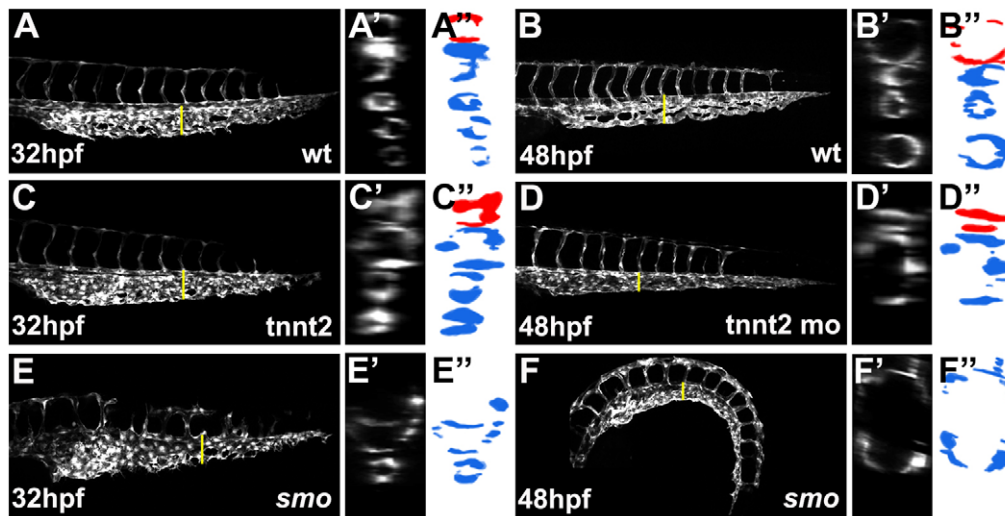 A A’ A” B B’ B”
32hpf wt 48hpf wt
C C’ C” D D’ D”
32hpf tnnt2 48hpf tnnt2 mo
E E’ E” F F’ F”
32hpf smo 48hpf smo